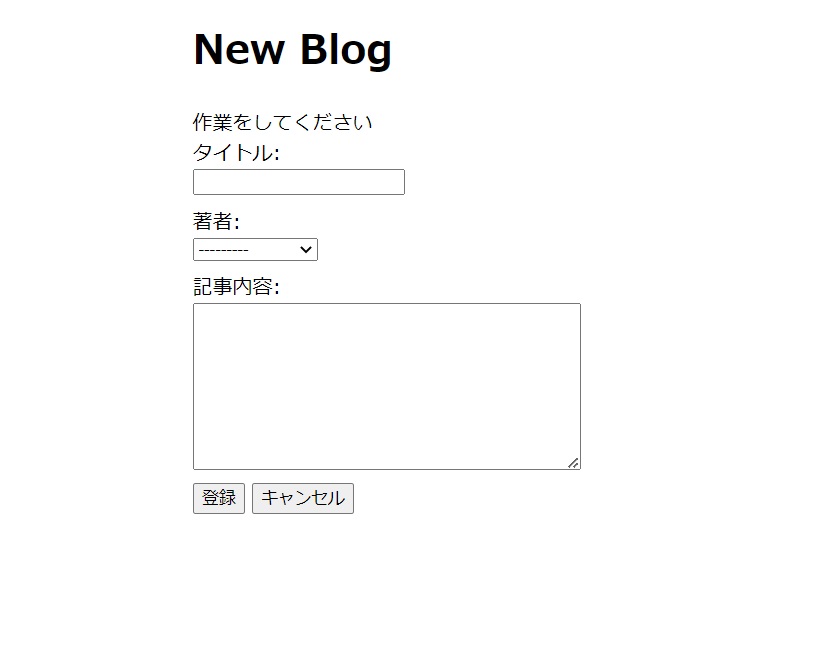 New Blog
作業をしてください
タイトル:
著者:
---------
記事内容:
登録 キャンセル